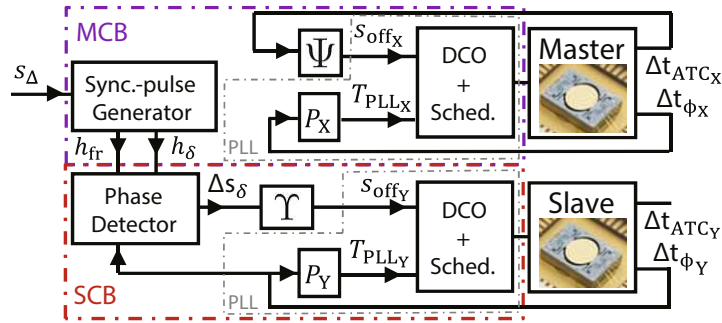 MCB
s_Δ
Sync.-pulse
Generator
Ψ
s_offX
DCO
+
Sched.
Master
Δt_ATCX
Δt_ϕX
P_X
T_PLLX
PLL
h_fr
h_δ
Phase
Detector
Δs_δ
ϒ
s_offY
DCO
+
Sched.
Slave
Δt_ATCY
Δt_ϕY
P_Y
T_PLLY
PLL
SCB